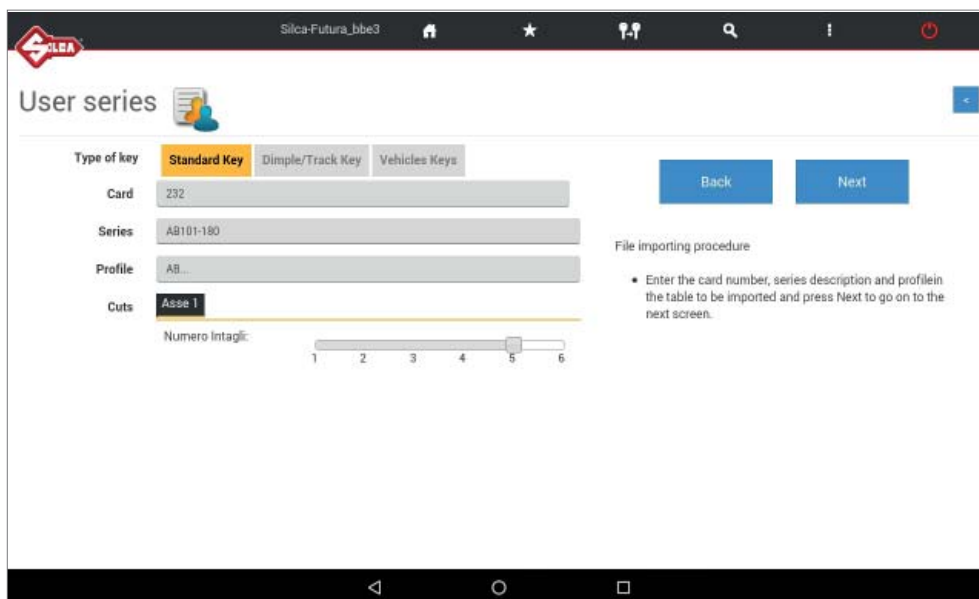 Silca-Futura_bbe3
SILCA
User series
<
Type of key
Standard Key
Dimple/Track Key
Vehicles Keys
Card
232
Series
AB101-180
Profile
AB...
Cuts
Asse 1
Numero Intagli:
1 2 3 4 5 6
Back
Next
File importing procedure
• Enter the card number, series description and profilein
the table to be imported and press Next to go on to the
next screen.